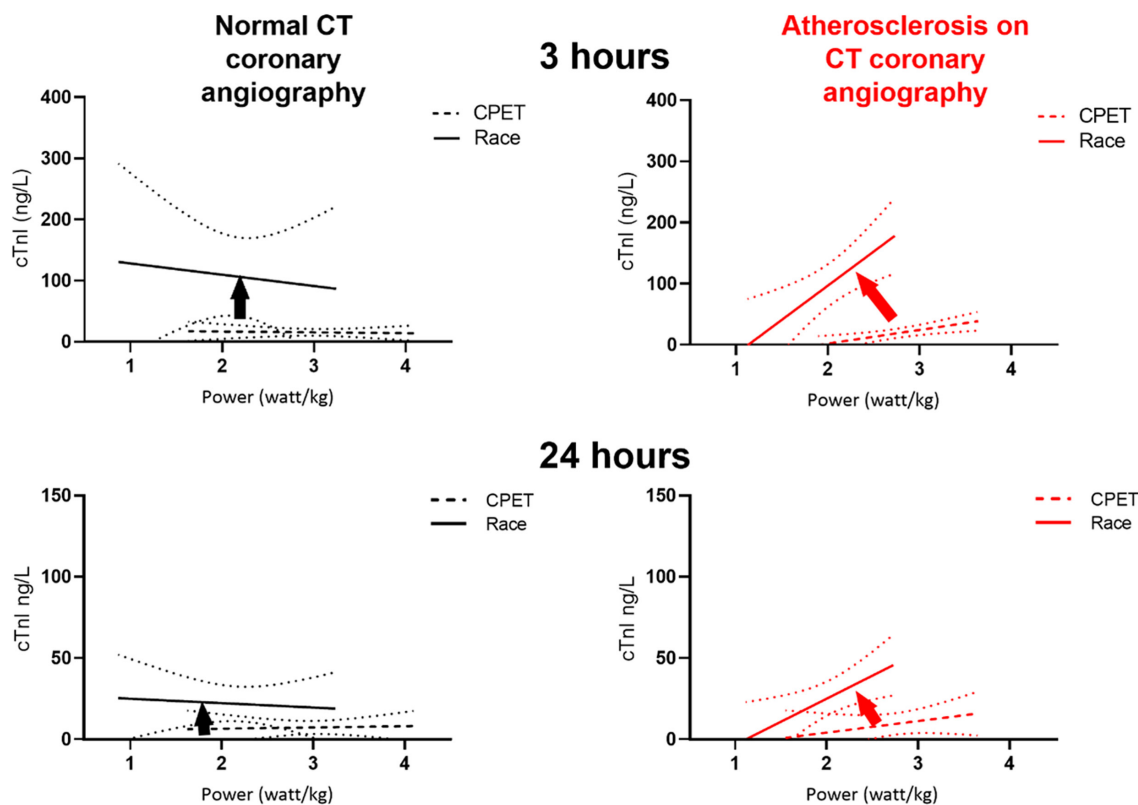 Normal CT
coronary
angiography
3 hours
Atherosclerosis on
CT coronary
angiography
CPET
Race
400
300
200
100
0
cTnI (ng/L)
1 2 3 4
Power (watt/kg)
CPET
Race
400
300
200
100
0
cTnI (ng/L)
1 2 3 4
Power (watt/kg)
24 hours
CPET
Race
150
100
50
0
cTnI ng/L
1 2 3 4
Power (watt/kg)
CPET
Race
150
100
50
0
cTnI ng/L
1 2 3 4
Power (watt/kg)